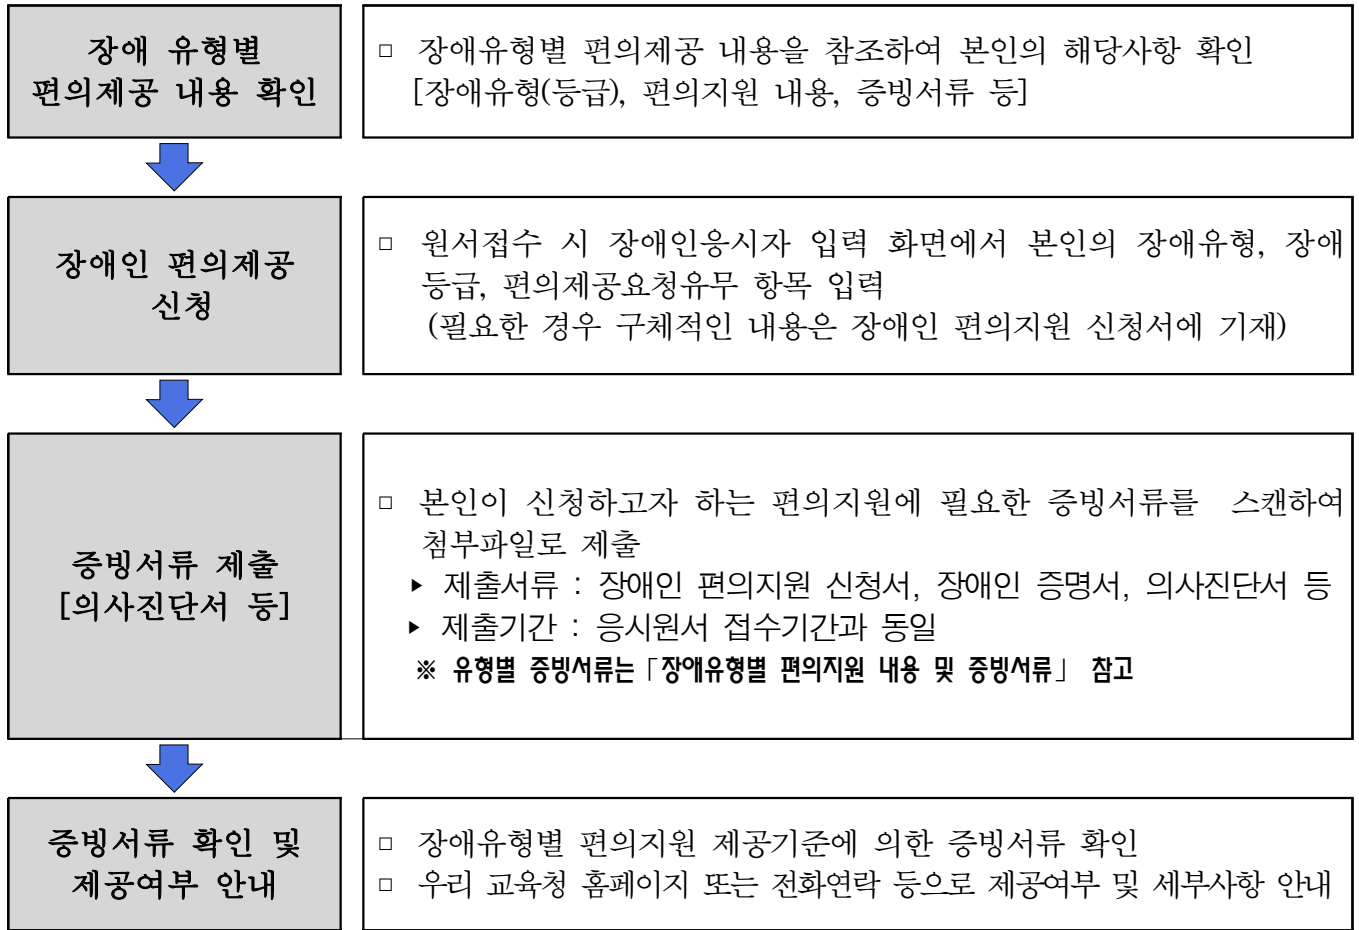 장애 유형별
편의제공 내용 확인
□ 장애유형별 편의제공 내용을 참조하여 본인의 해당사항 확인
[장애유형(등급), 편의지원 내용, 증빙서류 등]
장애인 편의제공
신청
□ 원서접수 시 장애인응시자 입력 화면에서 본인의 장애유형, 장애
등급, 편의제공요청유무 항목 입력
(필요한 경우 구체적인 내용은 장애인 편의지원 신청서에 기재)
증빙서류 제출
[의사진단서 등]
□ 본인이 신청하고자 하는 편의지원에 필요한 증빙서류를 스캔하여
첨부파일로 제출
▸ 제출서류 : 장애인 편의지원 신청서, 장애인 증명서, 의사진단서 등
▸ 제출기간 : 응시원서 접수기간과 동일
※ 유형별 증빙서류는「장애유형별 편의지원 내용 및 증빙서류」 참고
증빙서류 확인 및
제공여부 안내
□ 장애유형별 편의지원 제공기준에 의한 증빙서류 확인
□ 우리 교육청 홈페이지 또는 전화연락 등으로 제공여부 및 세부사항 안내